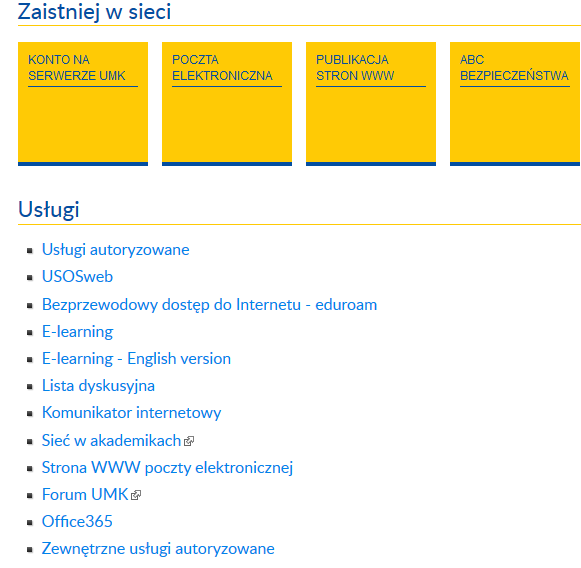 Zaistniej w sieci
KONTO NA
SERWERZE UMK
POCZTA
ELEKTRONICZNA
PUBLIKACJA
STRON WWW
ABC
BEZPIECZEŃSTWA
Usługi
Usługi autoryzowane
USOSweb
Bezprzewodowy dostęp do Internetu - eduroam
E-learning
E-learning - English version
Lista dyskusyjna
Komunikator internetowy
Sieć w akademikach
Strona WWW poczty elektronicznej
Forum UMK
Office365
Zewnętrzne usługi autoryzowane